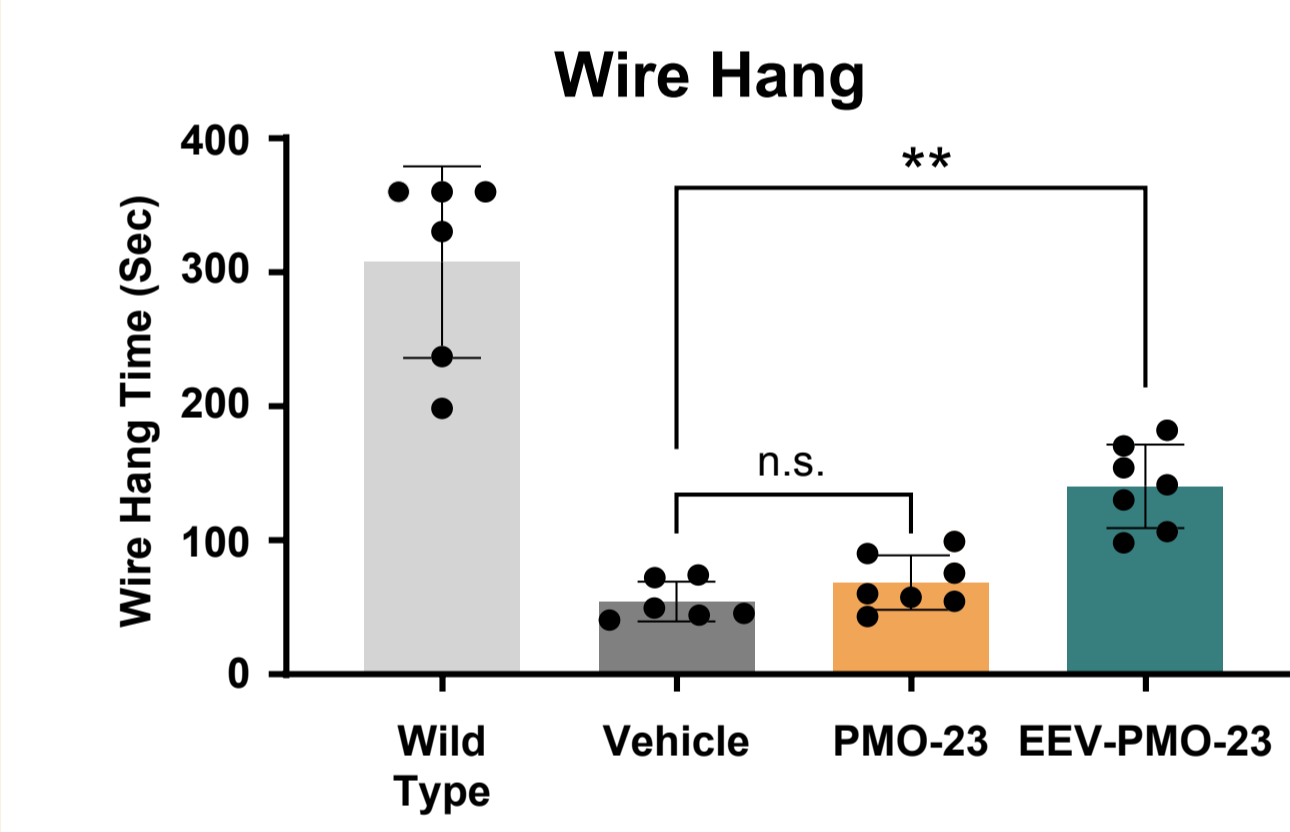 Wire Hang
Wire Hang Time (Sec)
400
300
200
100
0
**
n.s.
Wild
Type
Vehicle
PMO-23
EEV-PMO-23